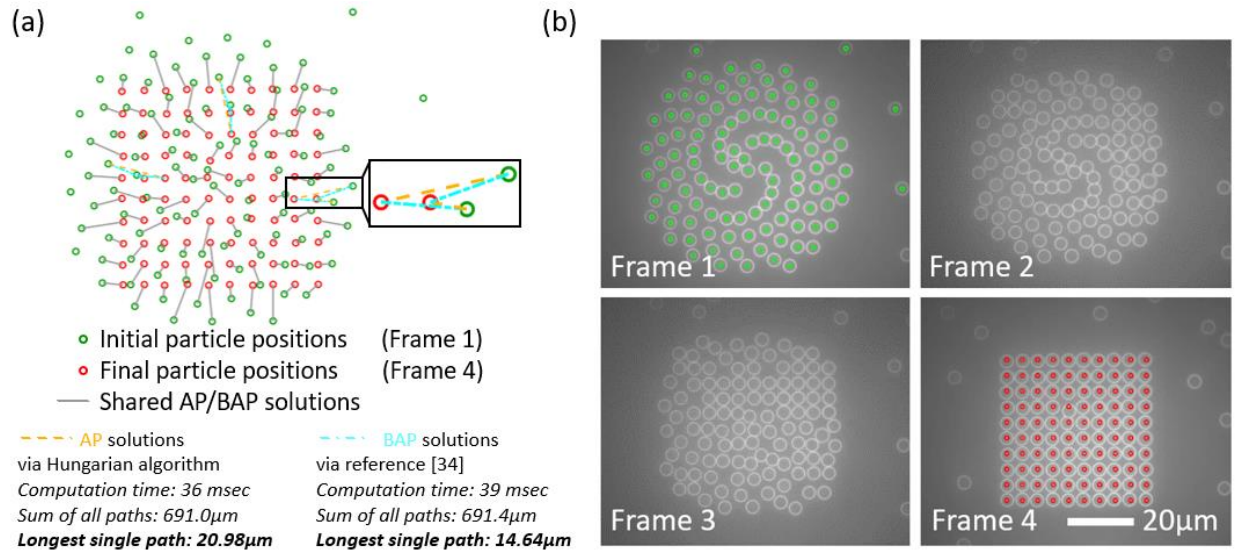 (a)
Initial particle positions (Frame 1)
Final particle positions (Frame 4)
Shared AP/BAP solutions
AP solutions
via Hungarian algorithm
Computation time: 36 msec
Sum of all paths: 691.0μm
Longest single path: 20.98μm
BAP solutions
via reference [34]
Computation time: 39 msec
Sum of all paths: 691.4μm
Longest single path: 14.64μm
(b)
Frame 1
Frame 2
Frame 3
Frame 4
20μm